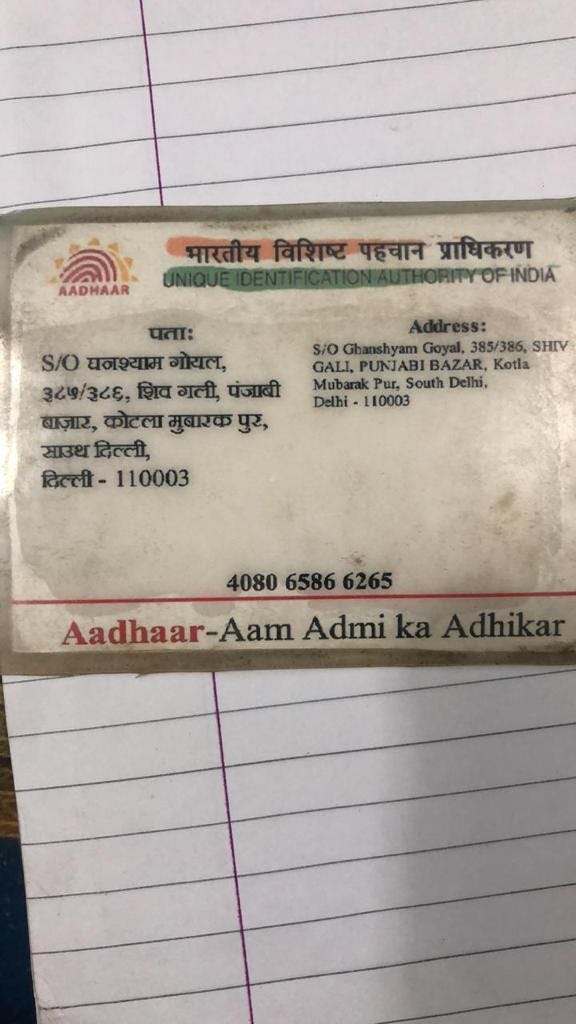 AADHAAR
भारतीय विशिष्ट पहचान प्राधिकरण
UNIQUE IDENTIFICATION AUTHORITY OF INDIA
पता:
S/O घनश्याम गोयल,
३८५/३८६, शिव गली, पंजाबी
बाज़ार, कोटला मुबारक पुर,
साउथ दिल्ली,
दिल्ली - 110003
Address:
S/O Ghanshyam Goyal, 385/386, SHIV
GALI, PUNJABI BAZAR, Kotla
Mubarak Pur, South Delhi,
Delhi - 110003
4080 6586 6265
Aadhaar-Aam Admi ka Adhikar